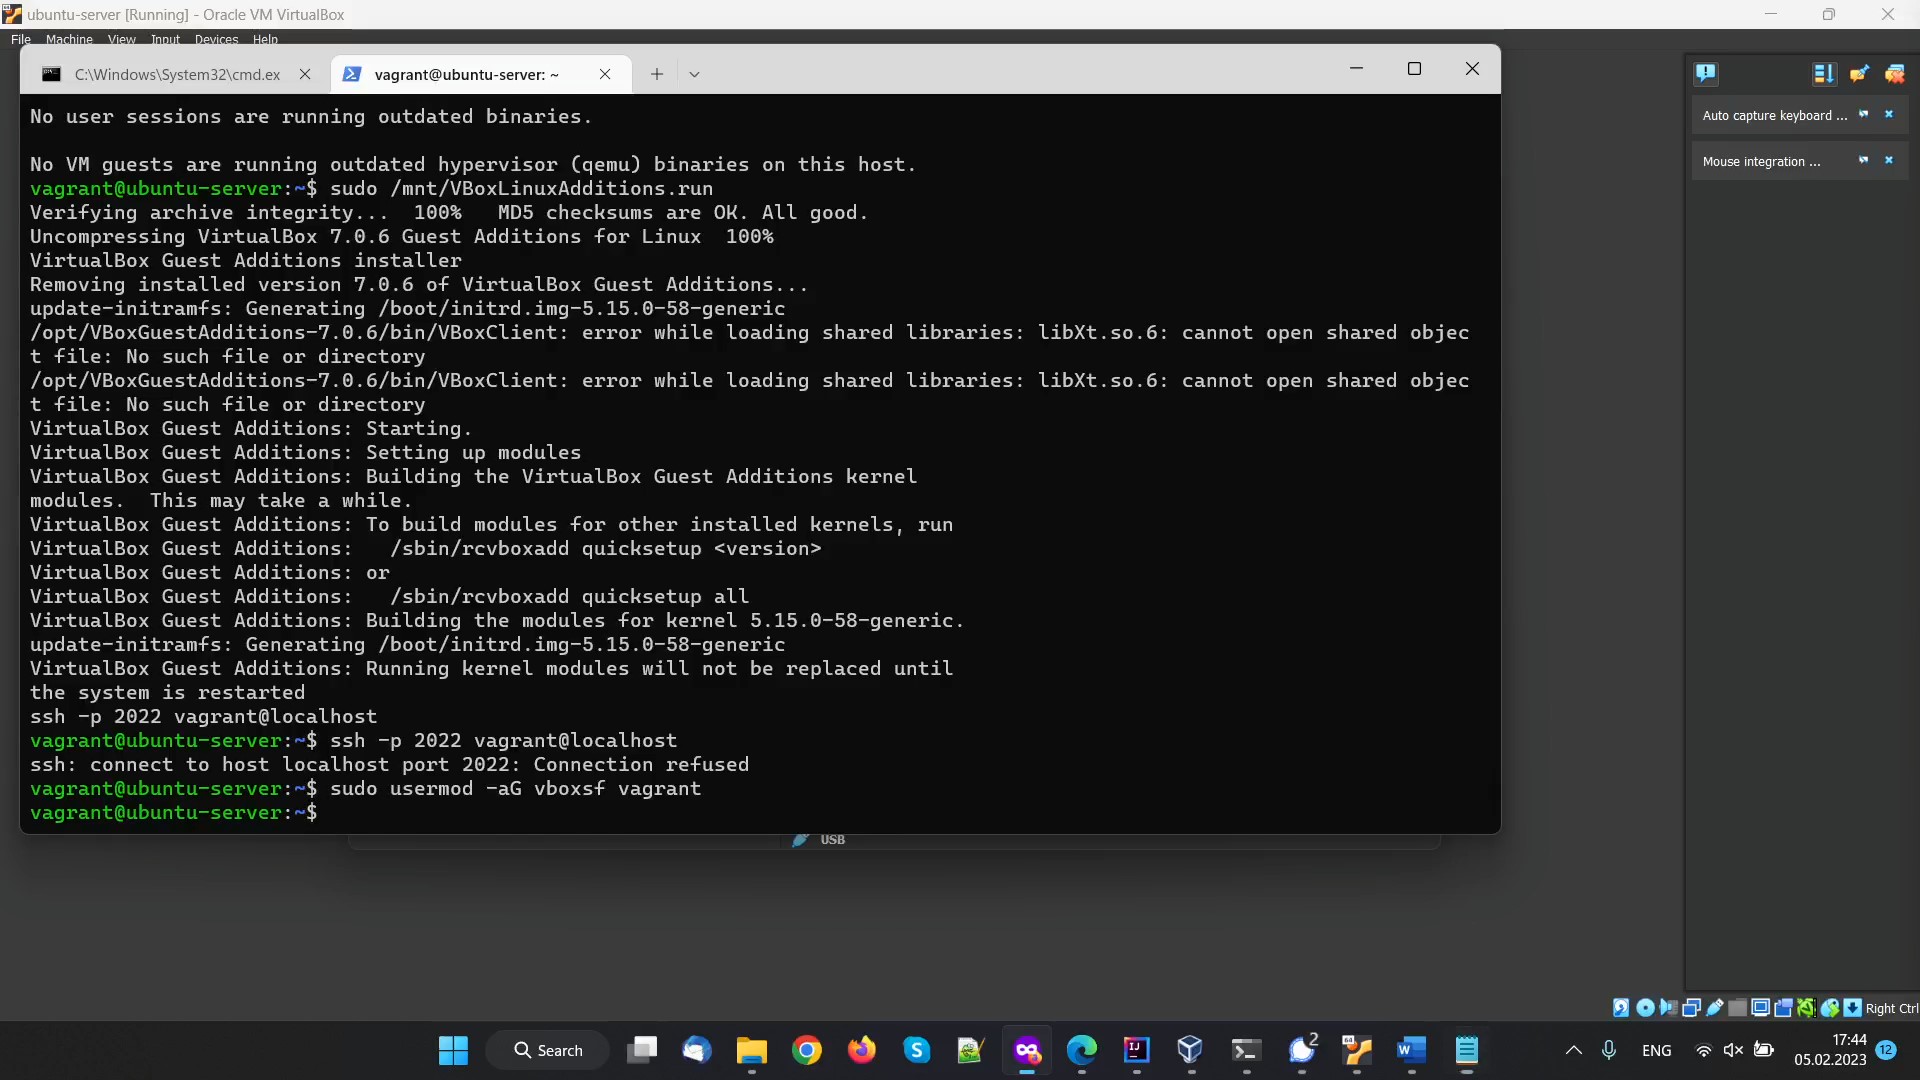 ubuntu-server [Running] - Oracle VM VirtualBox
File Machine View Input Devices Help
C:\Windows\System32\cmd.ex
vagrant@ubuntu-server: ~
No user sessions are running outdated binaries.
No VM guests are running outdated hypervisor (qemu) binaries on this host.
vagrant@ubuntu-server:~$ sudo /mnt/VBoxLinuxAdditions.run
Verifying archive integrity...  100%   MD5 checksums are OK. All good.
Uncompressing VirtualBox 7.0.6 Guest Additions for Linux  100%
VirtualBox Guest Additions installer
Removing installed version 7.0.6 of VirtualBox Guest Additions...
update-initramfs: Generating /boot/initrd.img-5.15.0-58-generic
/opt/VBoxGuestAdditions-7.0.6/bin/VBoxClient: error while loading shared libraries: libXt.so.6: cannot open shared objec
t file: No such file or directory
/opt/VBoxGuestAdditions-7.0.6/bin/VBoxClient: error while loading shared libraries: libXt.so.6: cannot open shared objec
t file: No such file or directory
VirtualBox Guest Additions: Starting.
VirtualBox Guest Additions: Setting up modules
VirtualBox Guest Additions: Building the VirtualBox Guest Additions kernel
modules.  This may take a while.
VirtualBox Guest Additions: To build modules for other installed kernels, run
VirtualBox Guest Additions:   /sbin/rcvboxadd quicksetup <version>
VirtualBox Guest Additions: or
VirtualBox Guest Additions:   /sbin/rcvboxadd quicksetup all
VirtualBox Guest Additions: Building the modules for kernel 5.15.0-58-generic.
update-initramfs: Generating /boot/initrd.img-5.15.0-58-generic
VirtualBox Guest Additions: Running kernel modules will not be replaced until
the system is restarted
ssh -p 2022 vagrant@localhost
vagrant@ubuntu-server:~$ ssh -p 2022 vagrant@localhost
ssh: connect to host localhost port 2022: Connection refused
vagrant@ubuntu-server:~$ sudo usermod -aG vboxsf vagrant
vagrant@ubuntu-server:~$
USB
Auto capture keyboard ...
Mouse integration ...
Right Ctrl
Search
2
ENG
17:44
05.02.2023
12